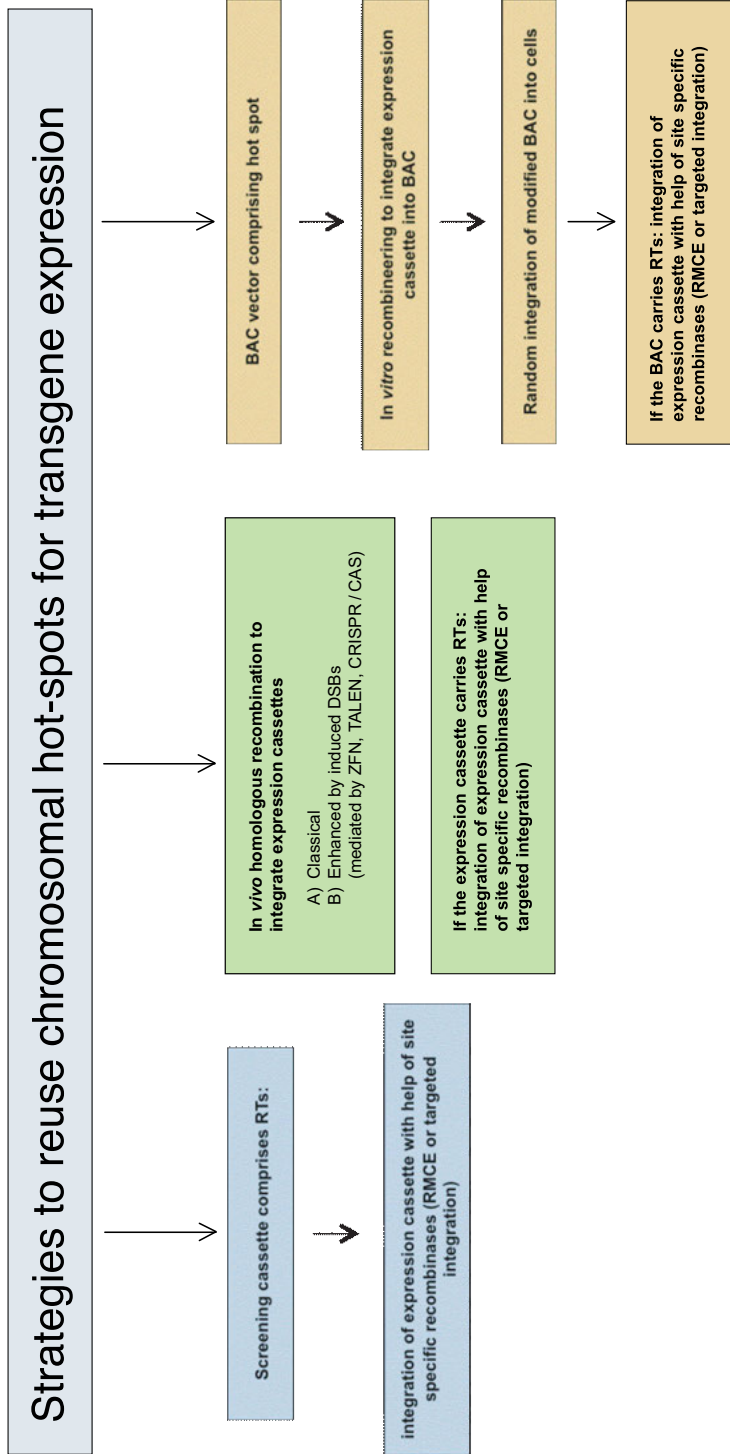 Strategies to reuse chromosomal hot-spots for transgene expression
Screening cassette comprises RTs:
integration of expression cassette with help of site
specific recombinases (RMCE or targeted
integration)
In vivo homologous recombination to
integrate expression cassettes
A) Classical
B) Enhanced by induced DSBs
(mediated by ZFN, TALEN, CRISPR / CAS)
If the expression cassette carries RTs:
integration of expression cassette with help
of site specific recombinases (RMCE or
targeted integration)
BAC vector comprising hot spot
In vitro recombineering to integrate expression
cassette into BAC
Random integration of modified BAC into cells
If the BAC carries RTs: integration of
expression cassette with help of site specific
recombinases (RMCE or targeted integration)